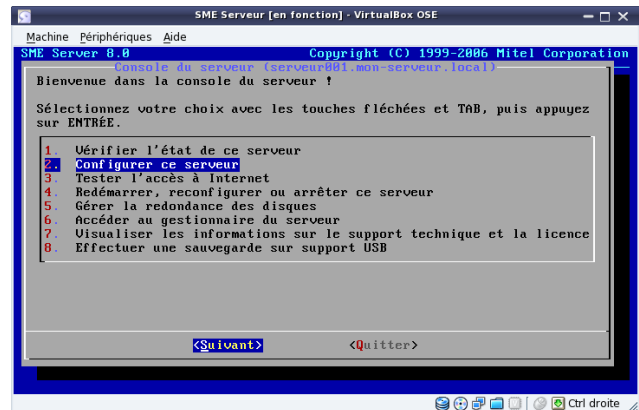 SME Serveur [en fonction] - VirtualBox OSE
Machine Périphériques Aide
SME Server 8.0 Copyright (C) 1999-2006 Mitel Corporation
Console du serveur (serveur001.mon-serveur.local)
Bienvenue dans la console du serveur !
Sélectionnez votre choix avec les touches fléchées et TAB, puis appuyez
sur ENTRÉE.
1. Vérifier l'état de ce serveur
2. Configurer ce serveur
3. Tester l'accès à Internet
4. Redémarrer, reconfigurer ou arrêter ce serveur
5. Gérer la redondance des disques
6. Accéder au gestionnaire du serveur
7. Visualiser les informations sur le support technique et la licence
8. Effectuer une sauvegarde sur support USB
<Suivant> <Quitter>
Ctrl droite